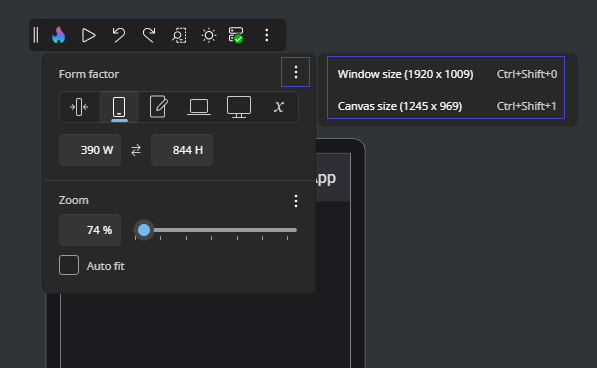 Form factor
Window size (1920 x 1009) Ctrl+Shift+0
Canvas size (1245 x 969) Ctrl+Shift+1
x
390 W 844 H
App
Zoom
74 %
Auto fit